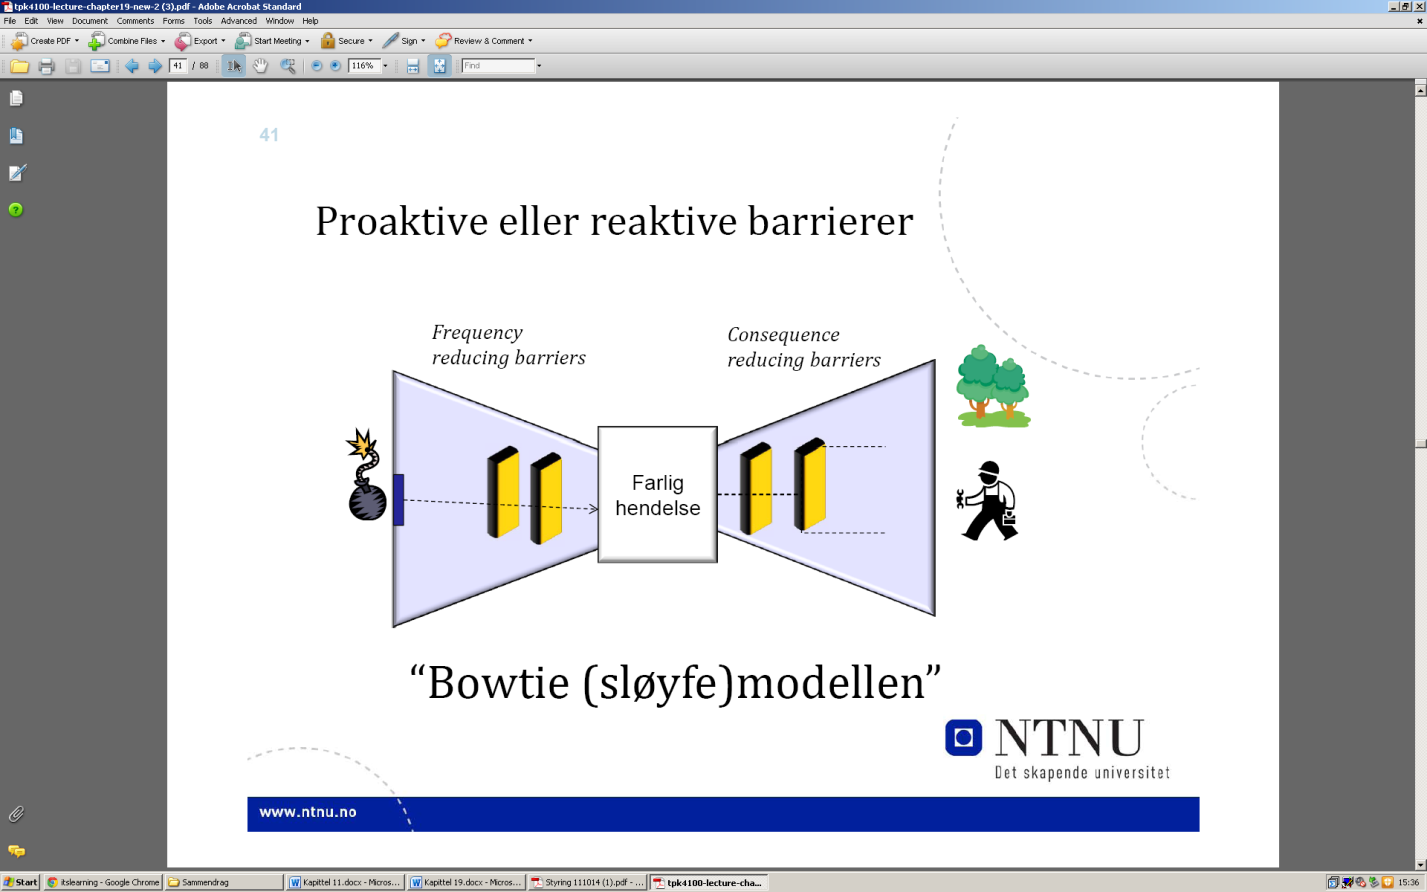 tpk4100-lecture-chapter19-new-2 (3).pdf - Adobe Acrobat Standard
File Edit View Document Comments Forms Tools Advanced Window Help
Create PDF Combine Files Export Start Meeting Secure Sign Review & Comment
41 / 88 116% Find
41
Proaktive eller reaktive barrierer
Frequency
reducing barriers
Consequence
reducing barriers
Farlig
hendelse
“Bowtie (sløyfe)modellen”
NTNU
Det skapende universitet
www.ntnu.no
Start itslearning - Google Chrome Sammendrag Kapittel 11.docx - Micros... Kapittel 19.docx - Micros... Styring 111014 (1).pdf - ... tpk4100-lecture-cha... 15:36